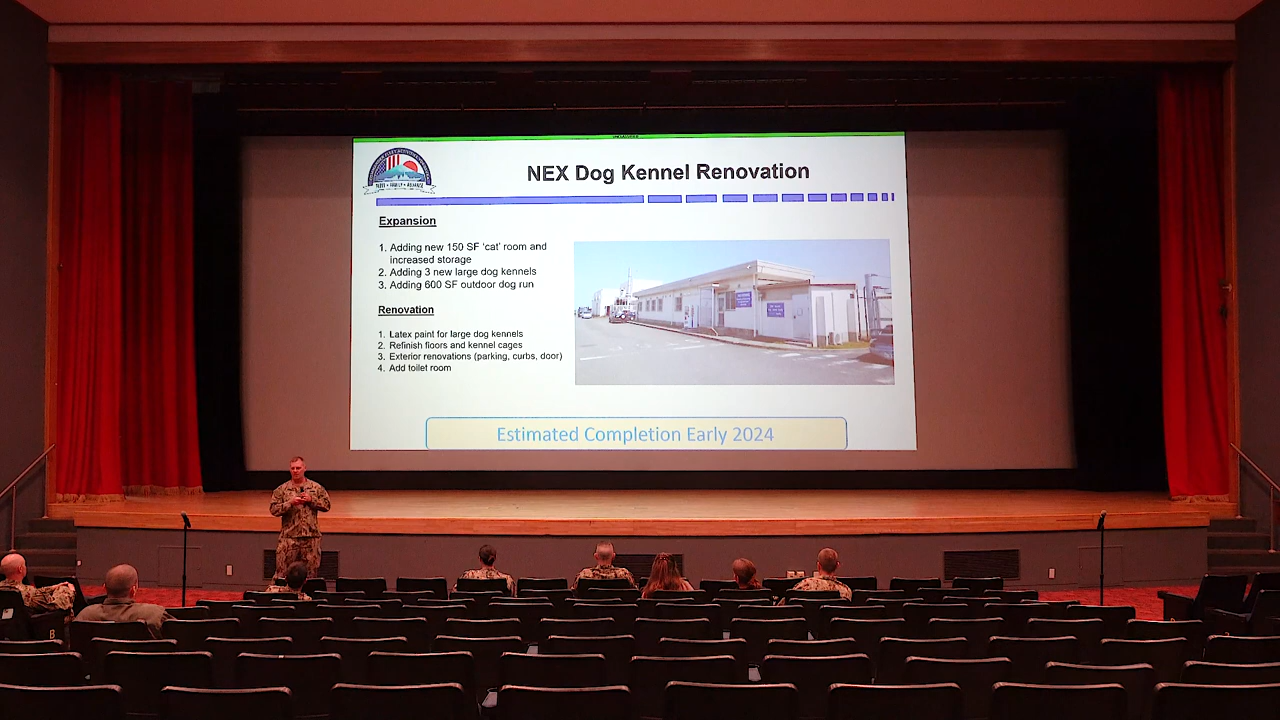 NEX Dog Kennel Renovation
Expansion
1. Adding new 150 SF 'cat' room and
increased storage
2. Adding 3 new large dog kennels
3. Adding 600 SF outdoor dog run
Renovation
1. Latex paint for large dog kennels
2. Refinish floors and kennel cages
3. Exterior renovations (parking, curbs, door)
4. Add toilet room
Estimated Completion Early 2024
B